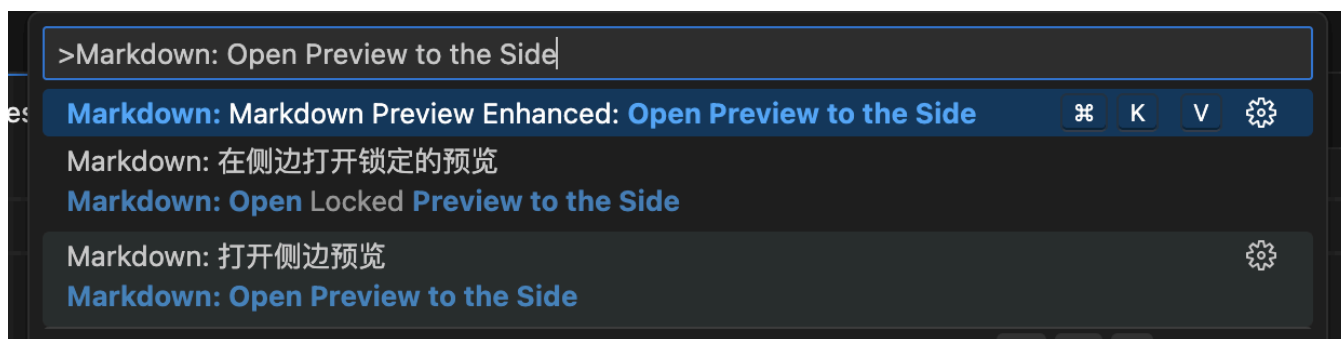 >Markdown: Open Preview to the Side
es
Markdown: Markdown Preview Enhanced: Open Preview to the Side ⌘ K V
Markdown: 在侧边打开锁定的预览
Markdown: Open Locked Preview to the Side
Markdown: 打开侧边预览
Markdown: Open Preview to the Side